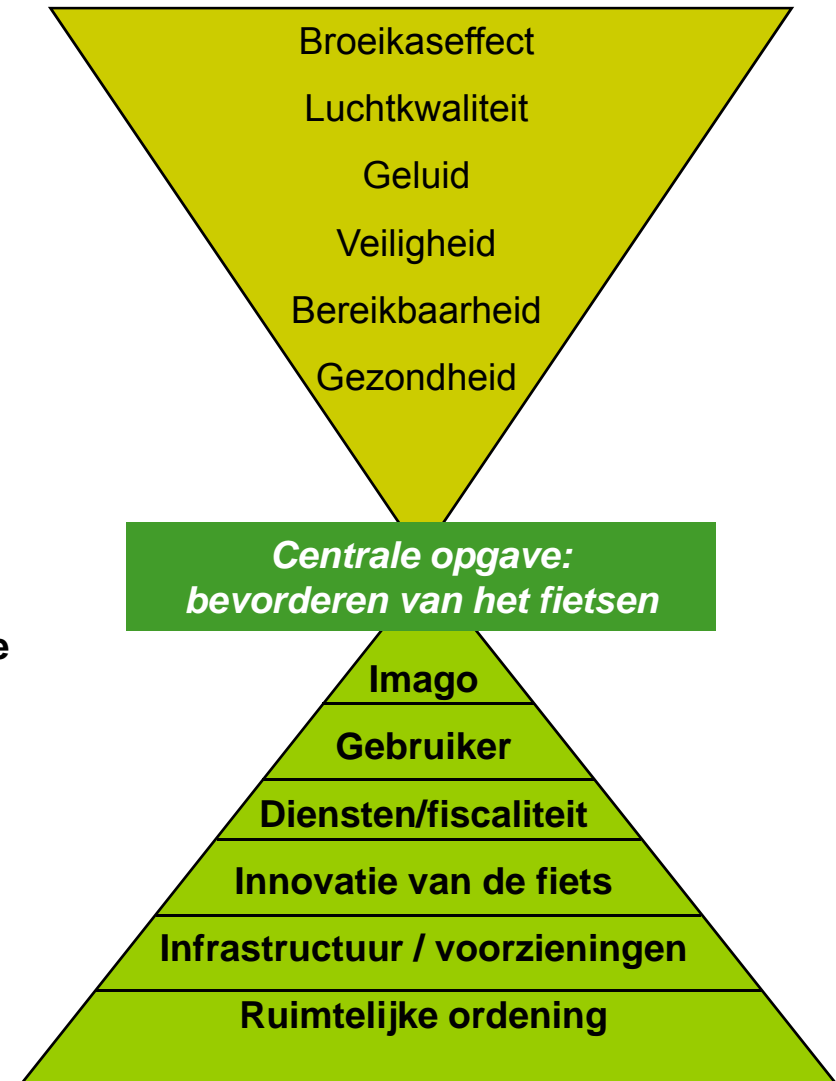 Broeikaseffect
Luchtkwaliteit
Geluid
Veiligheid
Bereikbaarheid
Gezondheid
Centrale opgave:
bevorderen van het fietsen
e
Imago
Gebruiker
Diensten/fiscaliteit
Innovatie van de fiets
Infrastructuur / voorzieningen
Ruimtelijke ordening